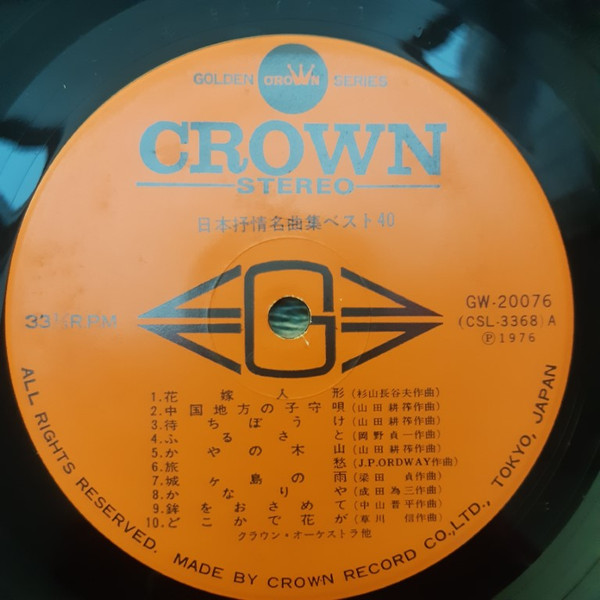 GOLDEN CROWN SERIES
CROWN
STEREO
日本抒情名曲集ベスト40
33⅓R.PM
G
GW-20076
(CSL-3368)A
Ⓟ1976
1.花嫁人形(杉山長谷夫作曲)
2.中国地方の子守唄(山田耕筰作曲)
3.待ちぼうけ(山田耕筰作曲)
4.ふるさと(岡野貞一作曲)
5.かやの木山(山田耕筰作曲)
6.旅愁(J.P.ORDWAY作曲)
7.城ヶ島の雨(梁田貞作曲)
8.かなりや(成田為三作曲)
9.鉾をおさめて(中山晋平作曲)
10.どこかで花が(草川信作曲)
クラウン・オーケストラ他
ALL RIGHTS RESERVED. MADE BY CROWN RECORD CO.,LTD., TOKYO, JAPAN